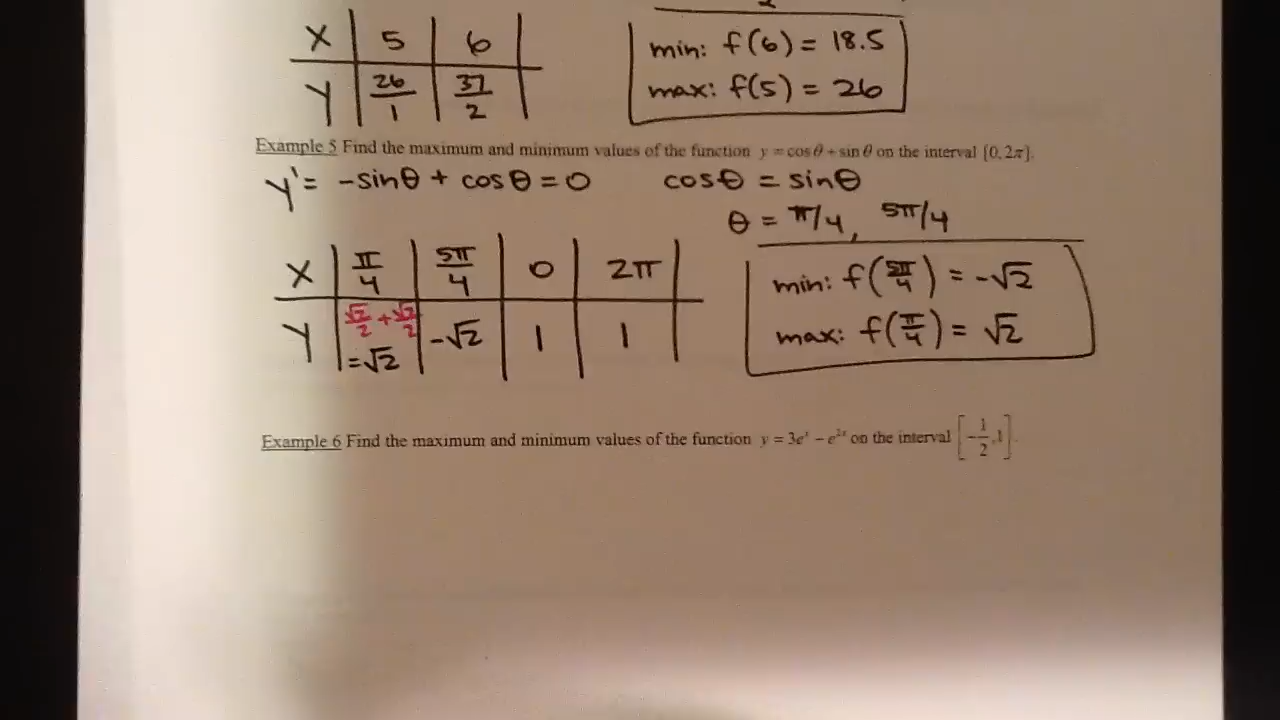 X 5 6
Y 26/1 37/2
min: f(6) = 18.5
max: f(5) = 26
Example 5 Find the maximum and minimum values of the function y = cos θ + sin θ on the interval [0, 2π].
y' = -sinθ + cosθ = 0 cosθ = sinθ
θ = π/4, 5π/4
X π/4 5π/4 0 2π
Y √2/2 + √2/2 = √2 -√2 1 1
min: f(5π/4) = -√2
max: f(π/4) = √2
Example 6 Find the maximum and minimum values of the function y = 3eˣ − e²ˣ on the interval [-1/2, 1].